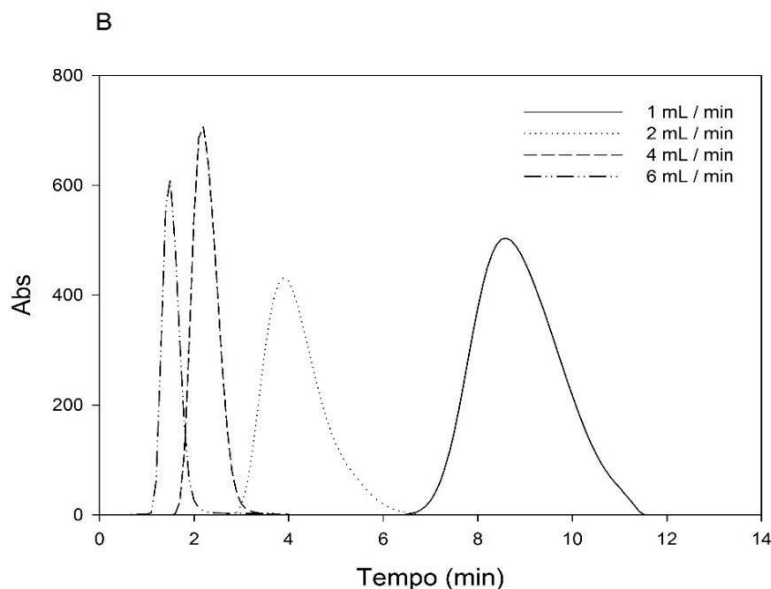 B
800
600
400
200
0
Abs
1 mL / min
2 mL / min
4 mL / min
6 mL / min
0 2 4 6 8 10 12 14
Tempo (min)